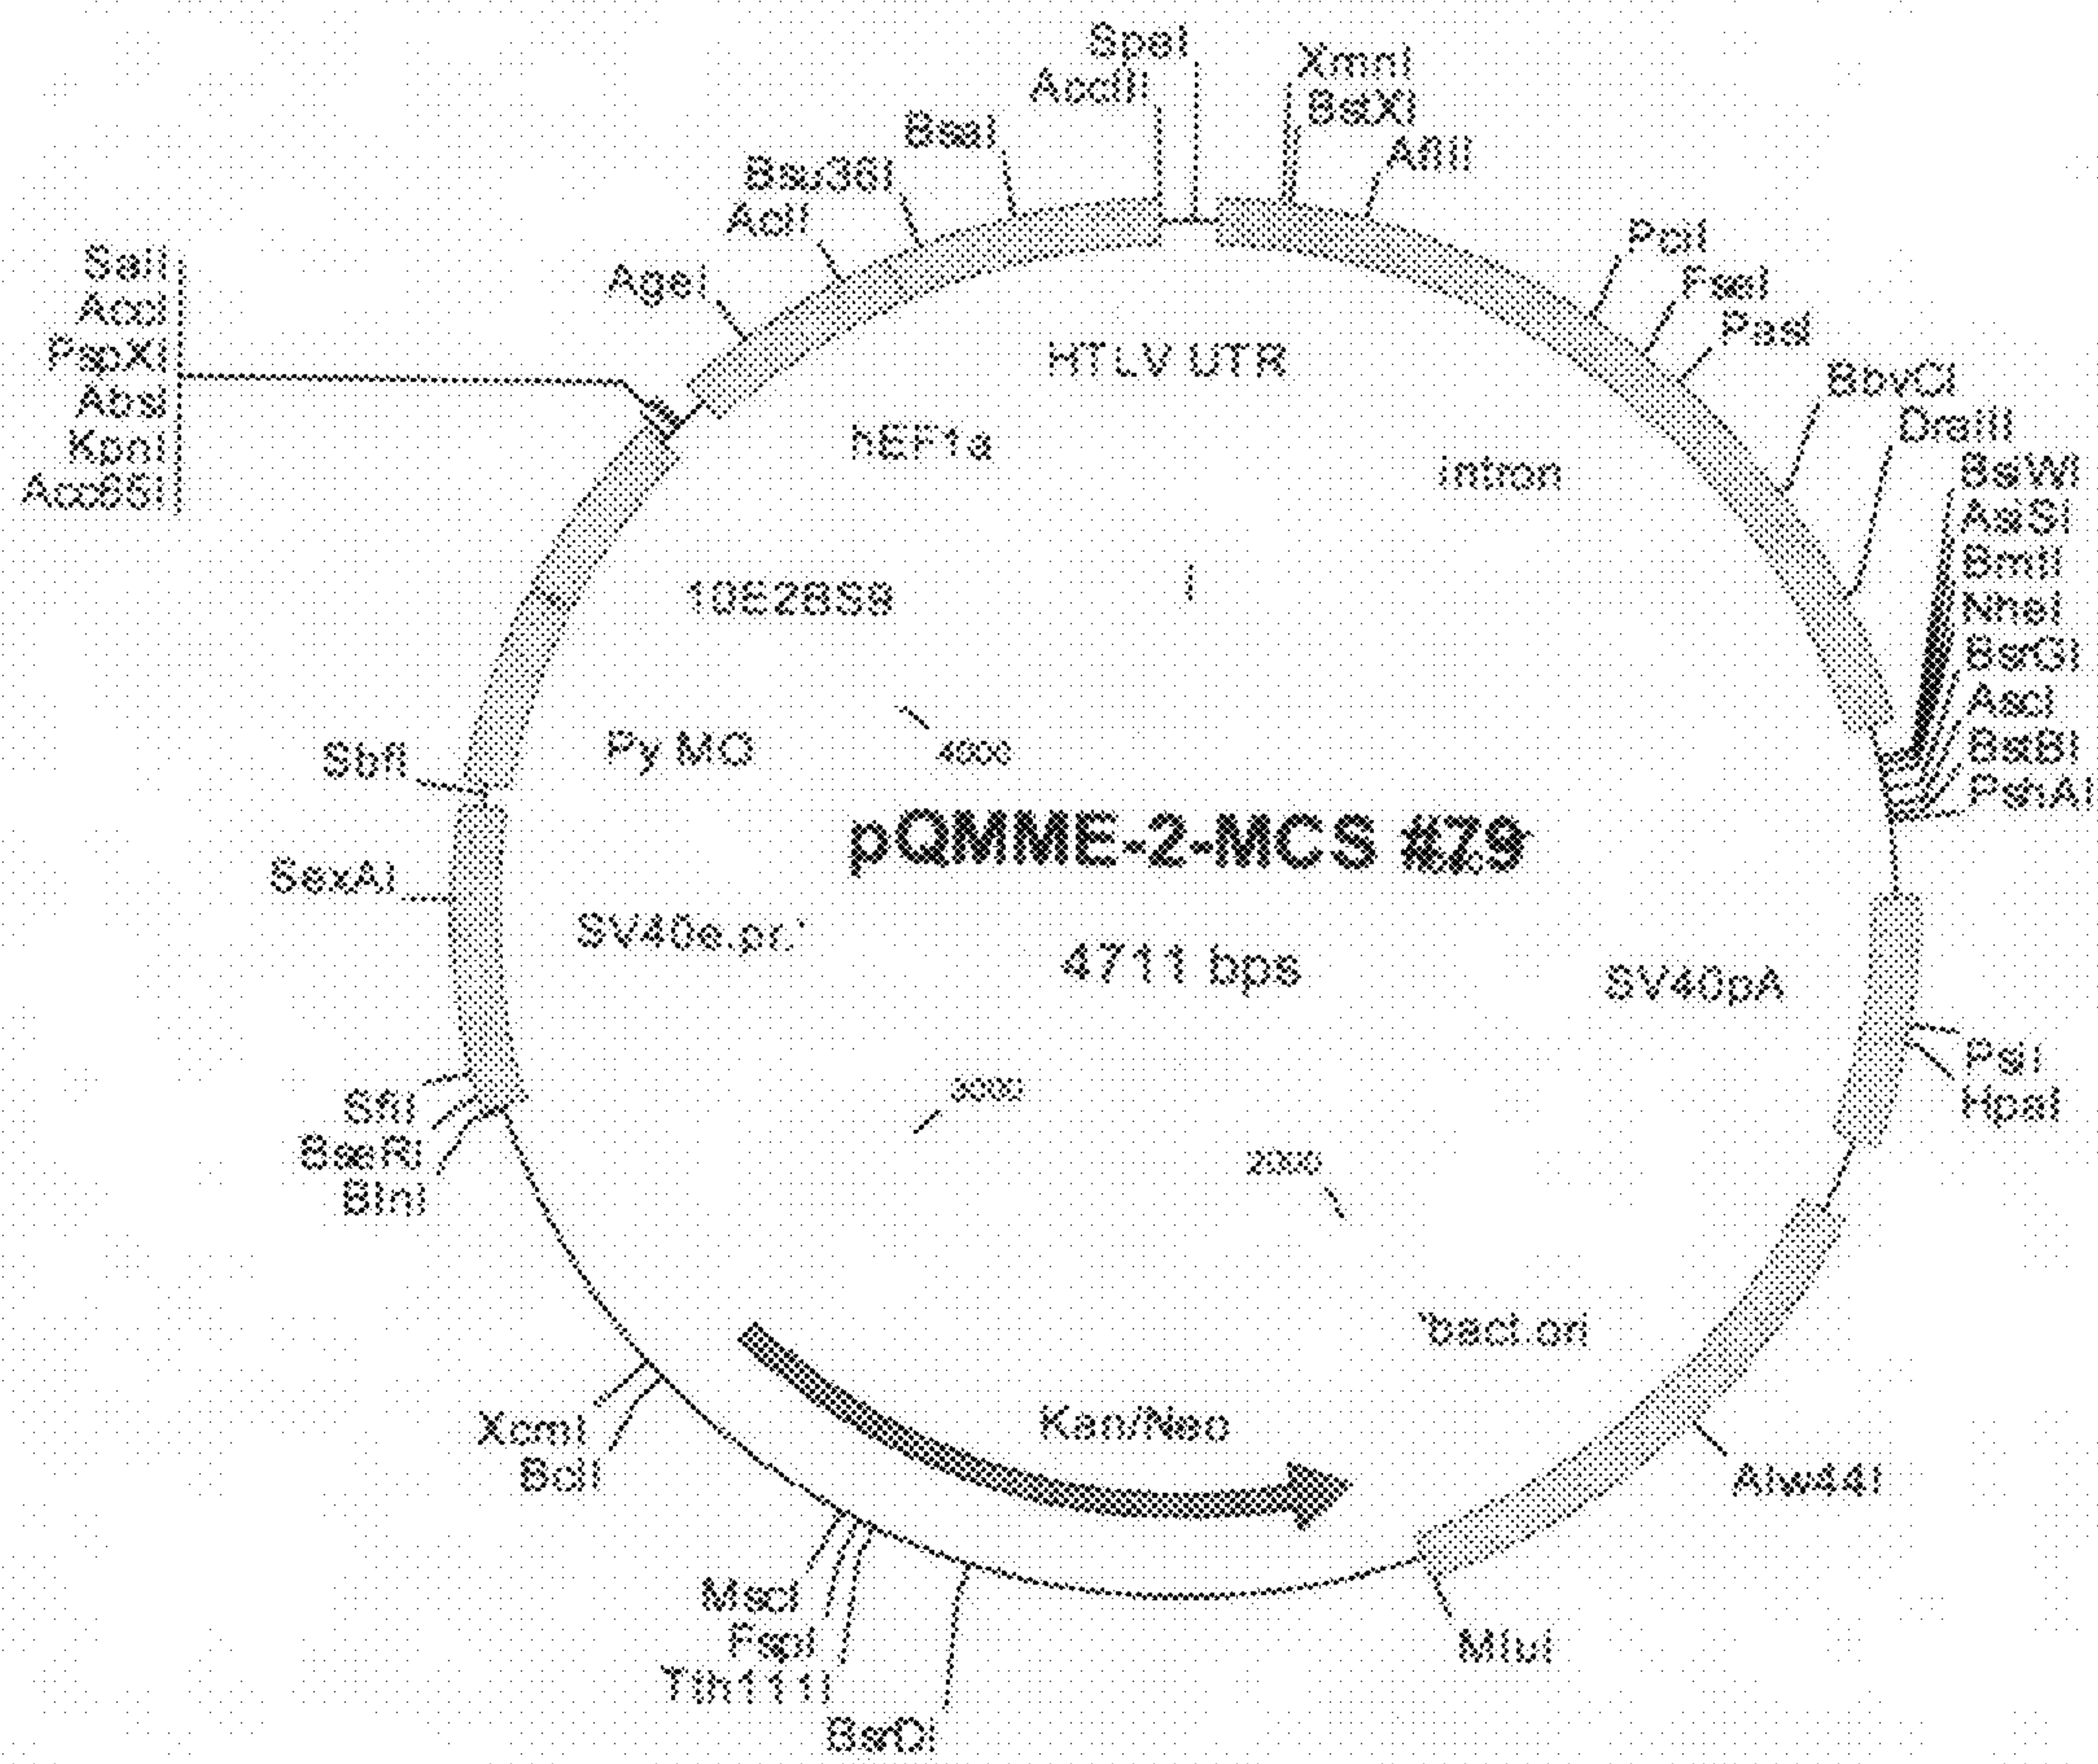 SpeI
AccIII
XmnI
BstXI
AflII
BsaI
Bsu36I
AclI
AgeI
SalI
AccI
PspXI
AbsI
KpnI
Acc65I
PciI
FseI
PasI
BbvCI
DraIII
BsiWI
AsiSI
BmtI
NheI
BsrGI
AscI
BstBI
PshAI
HTLV UTR
hEF1a
intron
10E2BS8
1
Py MO
4000
SbfI
pQMME-2-MCS #79
SexAI
SV40e.pr.
4711 bps
SV40pA
PsiI
HpaI
3000
2000
SfiI
BseRI
BlnI
bact.ori
Kan/Neo
XcmI
BclI
Alw44I
MscI
FspI
Tth111I
BsrDI
MluI